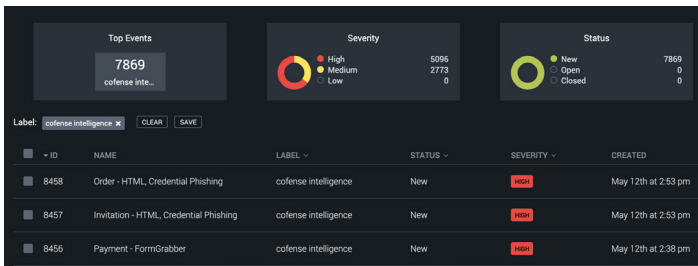 Top Events
7869
cofense inte...
Severity
High 5096
Medium 2773
Low 0
Status
New 7869
Open 0
Closed 0
Label: cofense intelligence × CLEAR SAVE
ID NAME LABEL STATUS SEVERITY CREATED
8458 Order - HTML, Credential Phishing cofense intelligence New HIGH May 12th at 2:53 pm
8457 Invitation - HTML, Credential Phishing cofense intelligence New HIGH May 12th at 2:53 pm
8456 Payment - FormGrabber cofense intelligence New HIGH May 12th at 2:38 pm